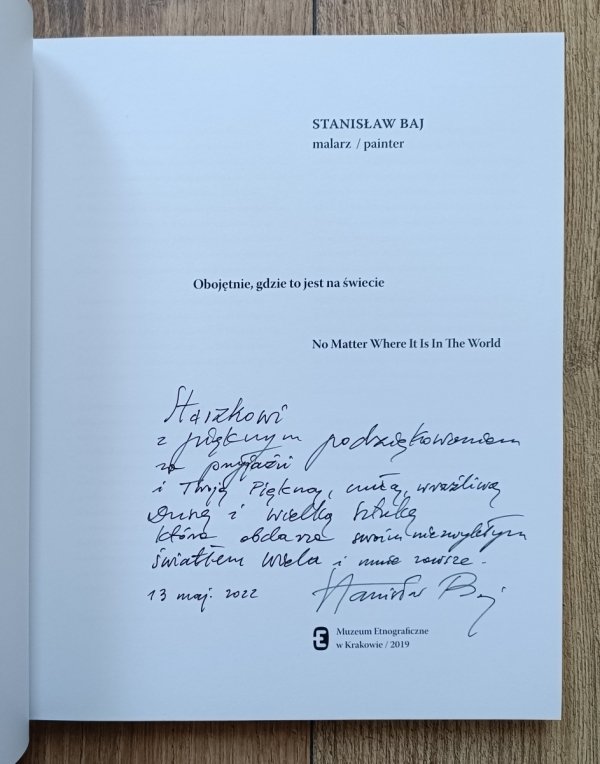 STANISŁAW BAJ
malarz / painter
Obojętnie, gdzie to jest na świecie
No Matter Where It Is In The World
Staszkowi
z pięknym podziękowaniem
za przyjaźń
i Twoją Piękną, czułą, wrażliwą
Duszę i wielką Sztukę
która obdarza swoim niezwykłym
światłem wielu i mnie zawsze.
13 maj. 2022 Stanisław Baj
Muzeum Etnograficzne
w Krakowie / 2019